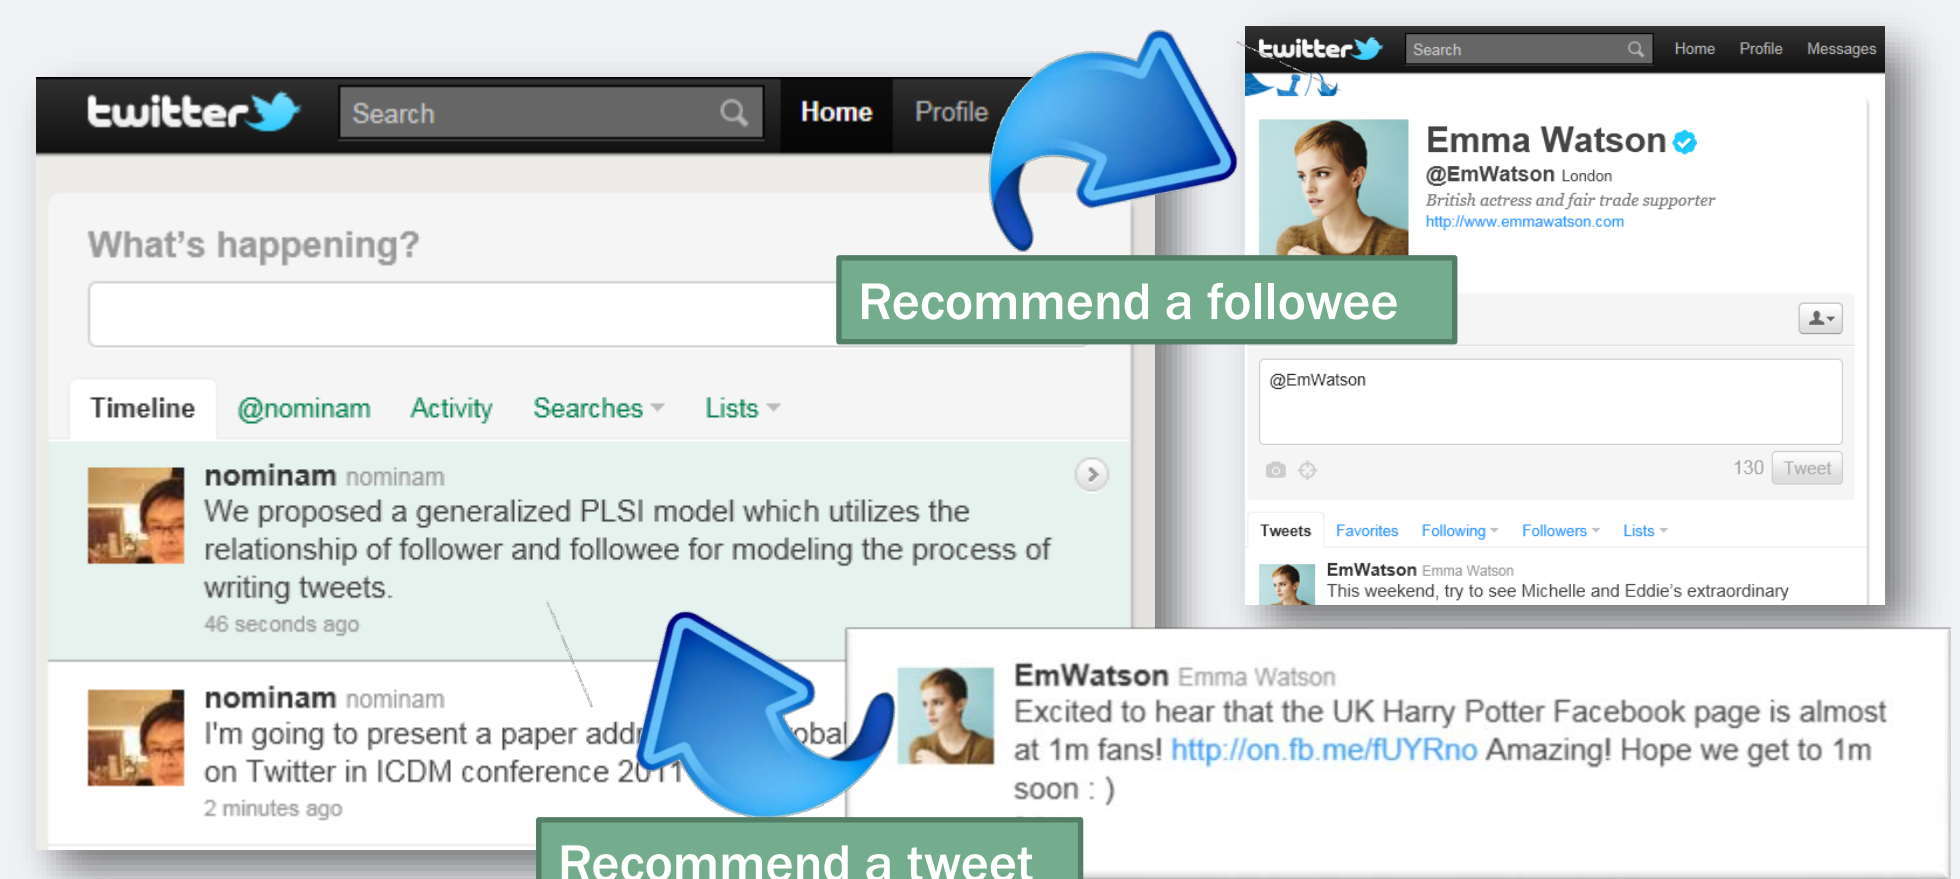 twitter
Search
Home
Profile
What's happening?
Timeline
@nominam
Activity
Searches
Lists
nominam nominam
We proposed a generalized PLSI model which utilizes the
relationship of follower and followee for modeling the process of
writing tweets.
46 seconds ago
nominam nominam
I'm going to present a paper
on Twitter in ICDM conference 2011
2 minutes ago
Recommend a followee
twitter
Search
Home
Profile
Messages
Emma Watson
@EmWatson London
British actress and fair trade supporter
http://www.emmawatson.com
@EmWatson
130
Tweet
Tweets
Favorites
Following
Followers
Lists
EmWatson Emma Watson
This weekend, try to see Michelle and Eddie's extraordinary
EmWatson Emma Watson
Excited to hear that the UK Harry Potter Facebook page is almost
at 1m fans! http://on.fb.me/fUYRno Amazing! Hope we get to 1m
soon : )
Recommend a tweet